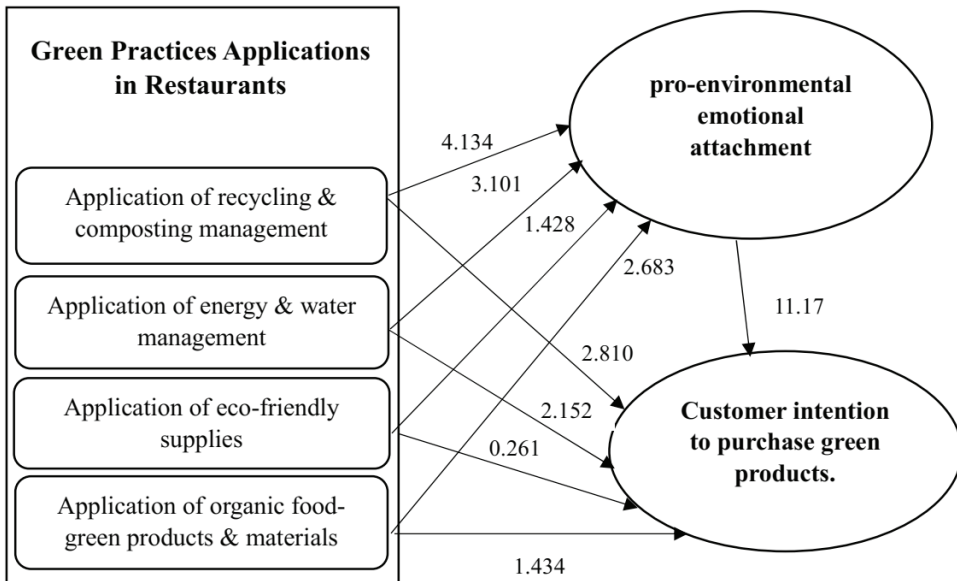 Green Practices Applications
in Restaurants
Application of recycling &
composting management
Application of energy & water
management
Application of eco-friendly
supplies
Application of organic food-
green products & materials
4.134
3.101
1.428
2.683
2.810
2.152
0.261
1.434
pro-environmental
emotional
attachment
11.17
Customer intention
to purchase green
products.